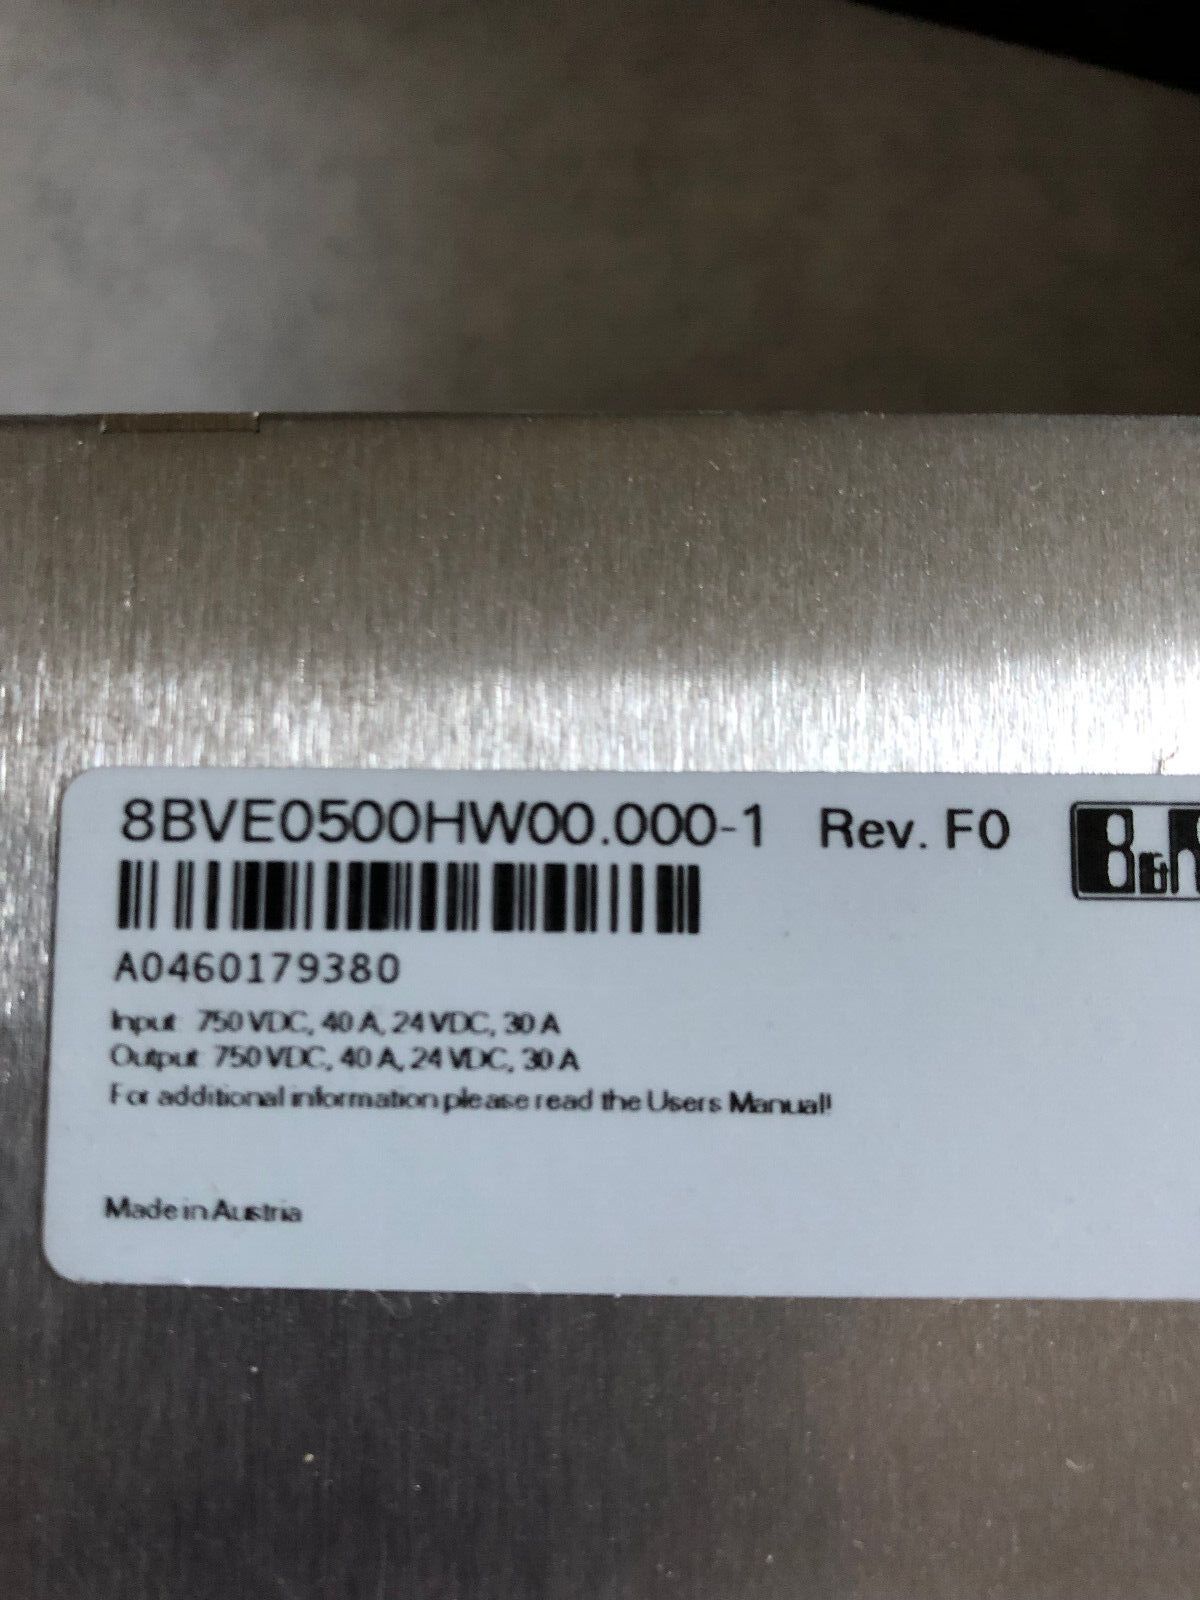 8BVE0500HW00.000-1 Rev. F0
B&R
A0460179380
Input: 750 VDC, 40 A, 24 VDC, 30 A
Output: 750 VDC, 40 A, 24 VDC, 30 A
For additional information please read the Users Manual!
Made in Austria